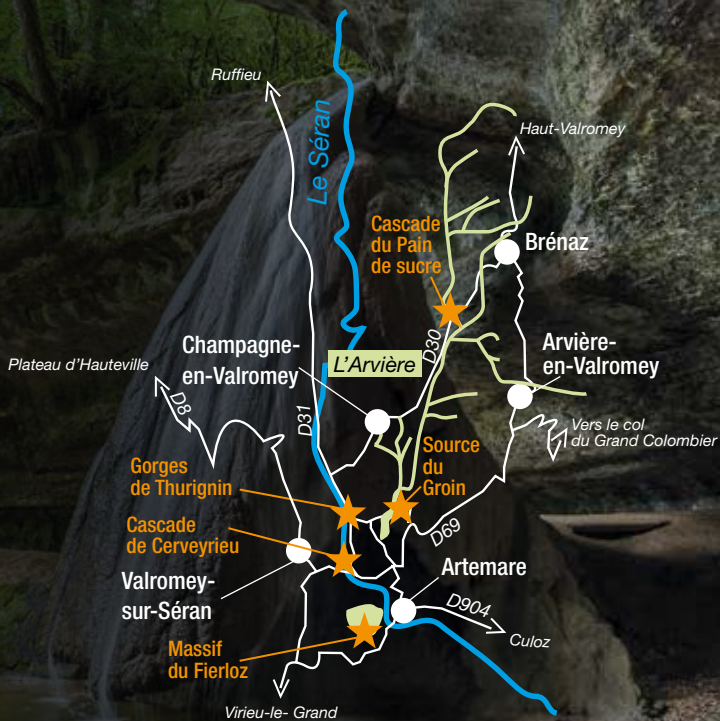 Ruffieu
Le Séran
Haut-Valromey
Cascade
du Pain
de sucre
Brénaz
Champagne-
en-Valromey
L'Arvière
D30
Arvière-
en-Valromey
Plateau d'Hauteville
D8
D31
Vers le col
du Grand Colombier
Gorges
de Thurignin
Source
du
Groin
Cascade
de Cerveyrieu
D69
Valromey-
sur-Séran
Artemare
D904
Culoz
Massif
du Fierloz
Virieu-le- Grand